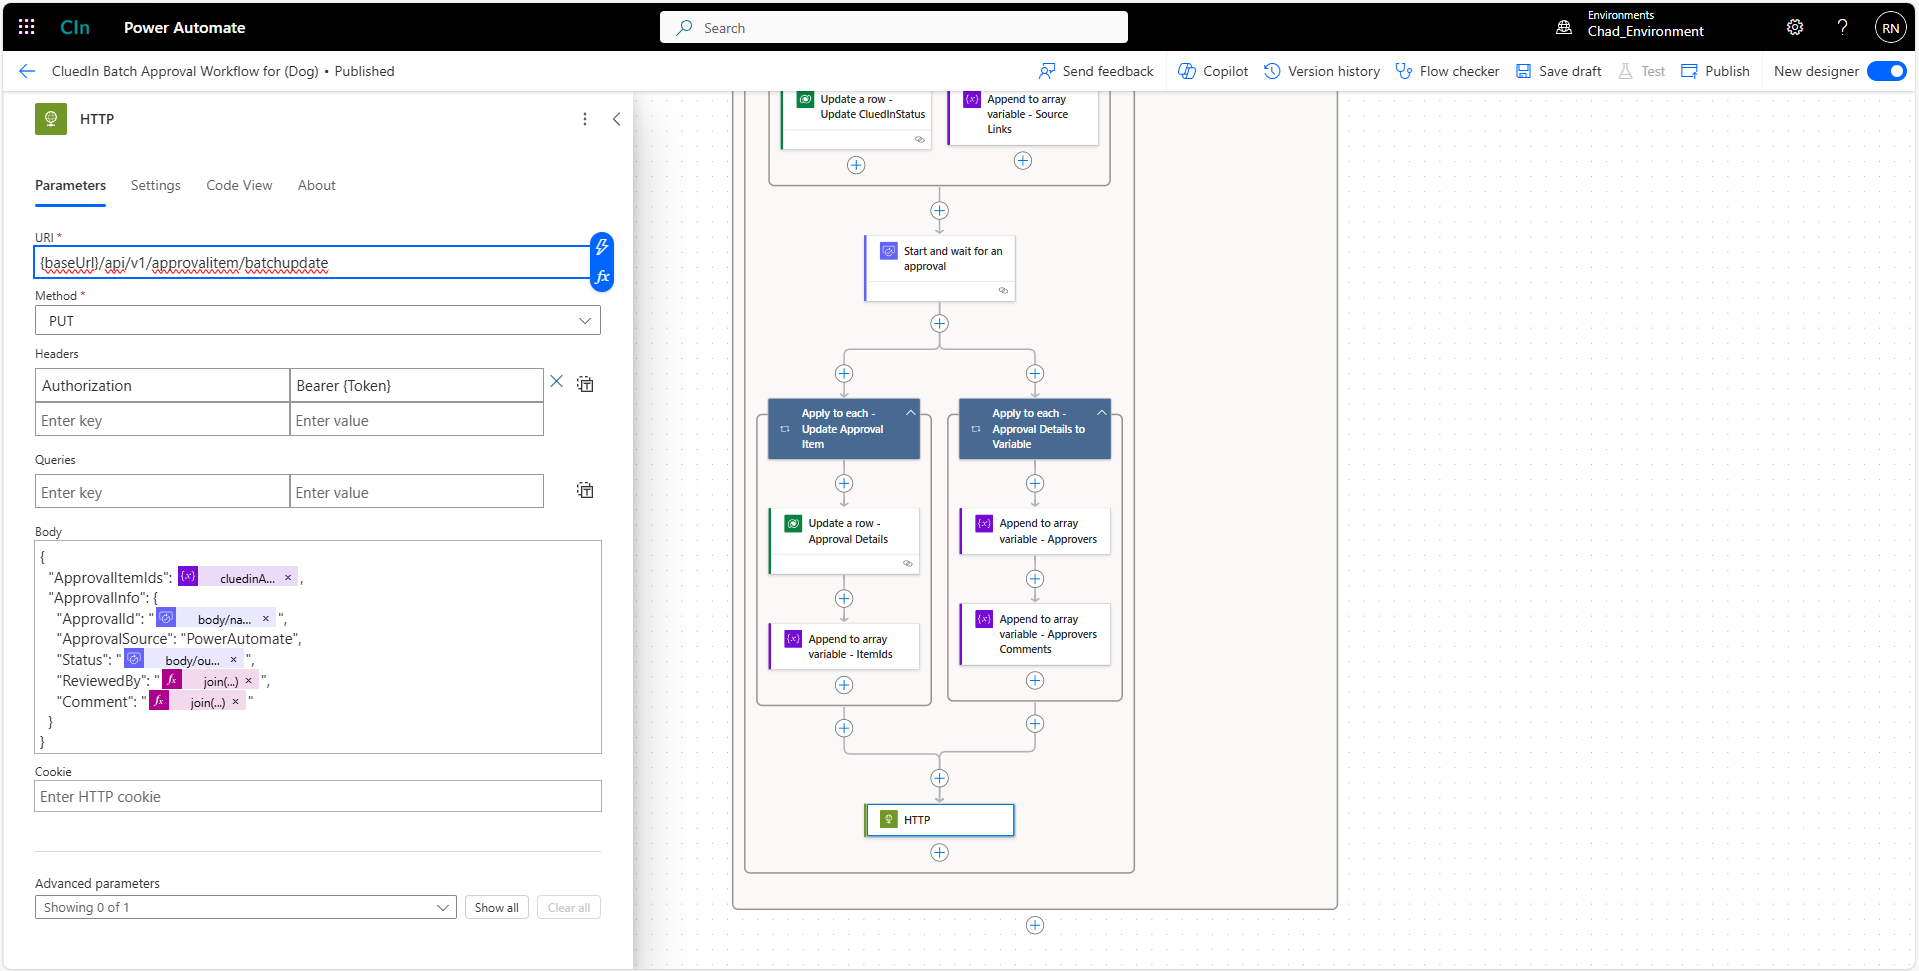 CIn
Power Automate
Search
Environments
Chad_Environment
RN
CluedIn Batch Approval Workflow for (Dog) • Published
Send feedback
Copilot
Version history
Flow checker
Save draft
Test
Publish
New designer
HTTP
Parameters
Settings
Code View
About
URI *
{baseUrl}/api/v1/approvalitem/batchupdate
fx
Method *
PUT
Headers
Authorization
Bearer {Token}
Enter key
Enter value
Queries
Enter key
Enter value
Body
{
"ApprovalItemIds": {x} cluedinA... × ,
"ApprovalInfo": {
"ApprovalId": " body/na... × ",
"ApprovalSource": "PowerAutomate",
"Status": " body/ou... × ",
"ReviewedBy": " fx join(...) × ",
"Comment": " fx join(...) × "
}
}
Cookie
Enter HTTP cookie
Advanced parameters
Showing 0 of 1
Show all
Clear all
Update a row -
Update CluedInStatus
{x} Append to array
variable - Source
Links
Start and wait for an
approval
Apply to each -
Update Approval
Item
Apply to each -
Approval Details to
Variable
Update a row -
Approval Details
{x} Append to array
variable - Approvers
{x} Append to array
variable - ItemIds
{x} Append to array
variable - Approvers
Comments
HTTP